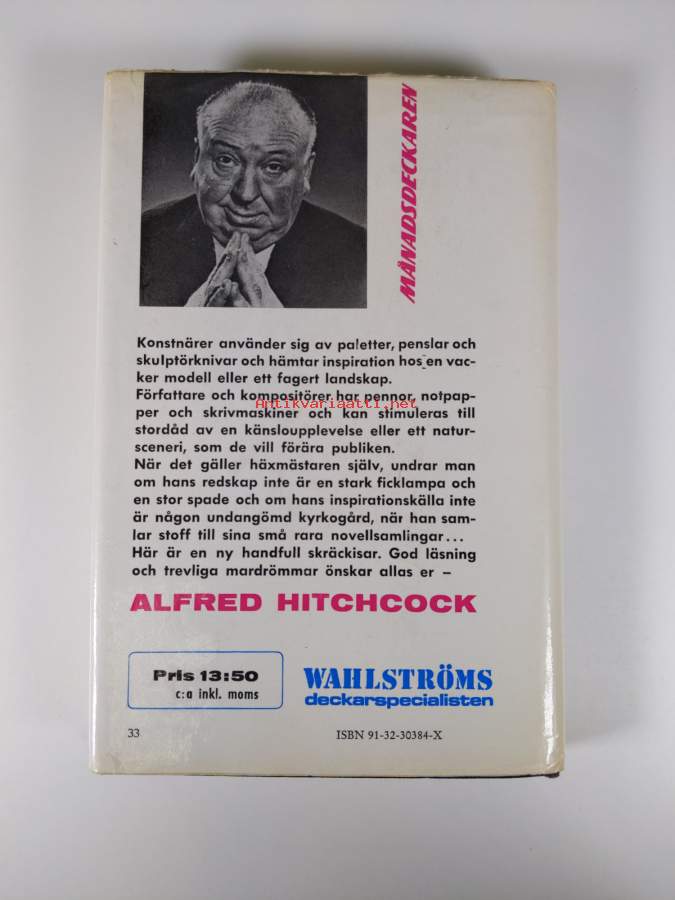 MÅNADSDECKAREN
Konstnärer använder sig av paletter, penslar och
skulptörknivar och hämtar inspiration hos en vac-
ker modell eller ett fagert landskap.
Författare och kompositörer har pennor, notpap-
Antikvariaatti.net
per och skrivmaskiner och kan stimuleras till
stordåd av en känsloupplevelse eller ett natur-
sceneri, som de vill förära publiken.
När det gäller häxmästaren själv, undrar man
om hans redskap inte är en stark ficklampa och
en stor spade och om hans inspirationskälla inte
är någon undangömd kyrkogård, när han sam-
lar stoff till sina små rara novellsamlingar...
Här är en ny handfull skräckisar. God läsning
och trevliga mardrömmar önskar allas er –
ALFRED HITCHCOCK
Pris 13:50
c:a inkl. moms
WAHLSTRÖMS
deckarspecialisten
33
ISBN 91-32-30384-X